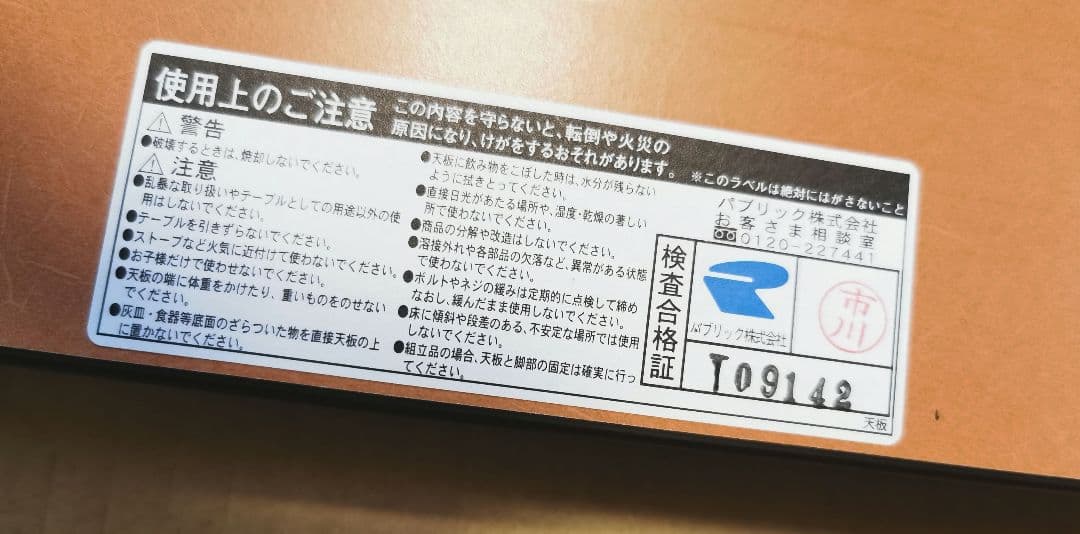 使用上のご注意
この内容を守らないと、転倒や火災の
原因になり、けがをするおそれがあります。
※このラベルは絶対にはがさないこと
警告
●破壊するときは、焼却しないでください。
注意
●乱暴な取り扱いやテーブルとしての用途以外の使
用はしないでください。
●テーブルを引きずらないでください。
●ストーブなど火気に近付けて使わないでください。
●お子様だけで使わせないでください。
●天板の端に体重をかけたり、重いものをのせない
でください。
●灰皿・食器等底面のざらついた物を直接天板の上
に置かないでください。
●天板に飲み物をこぼした時は、水分が残らない
ように拭きとってください。
●直接日光があたる場所や、湿度・乾燥の著しい
所で使わないでください。
●商品の分解や改造はしないでください。
●溶接外れや各部品の欠落など、異常がある状態
で使わないでください。
●ボルトやネジの緩みは定期的に点検して締め
なおし、緩んだまま使用しないでください。
●床に傾斜や段差のある、不安定な場所では使用
しないでください。
●組立品の場合、天板と脚部の固定は確実に行っ
てください。
パブリック株式会社
お客さま相談室
0120-227441
検査合格証
パブリック株式会社
市川
T09142
天板